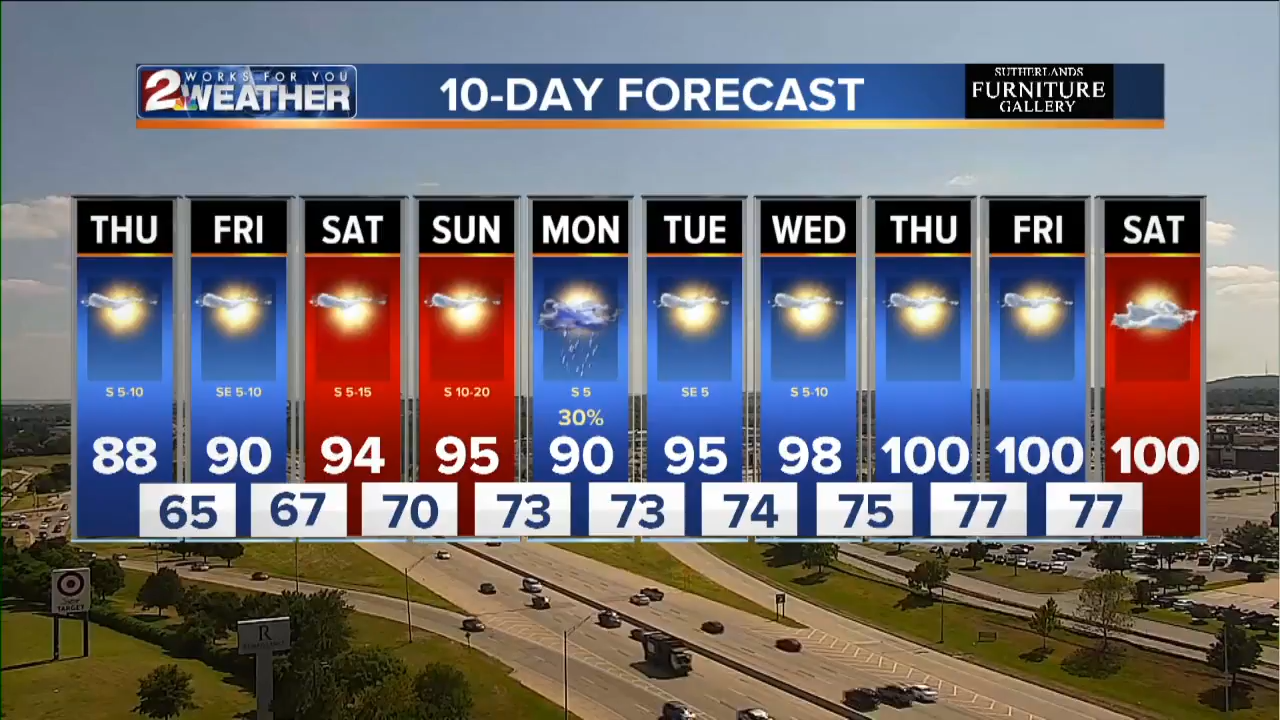 2 WORKS FOR YOU
WEATHER
10-DAY FORECAST
SUTHERLANDS
FURNITURE
GALLERY
THU FRI SAT SUN MON TUE WED THU FRI SAT
S 5-10 SE 5-10 S 5-15 S 10-20 S 5 SE 5 S 5-10
30%
88 90 94 95 90 95 98 100 100 100
65 67 70 73 73 74 75 77 77
TARGET
R